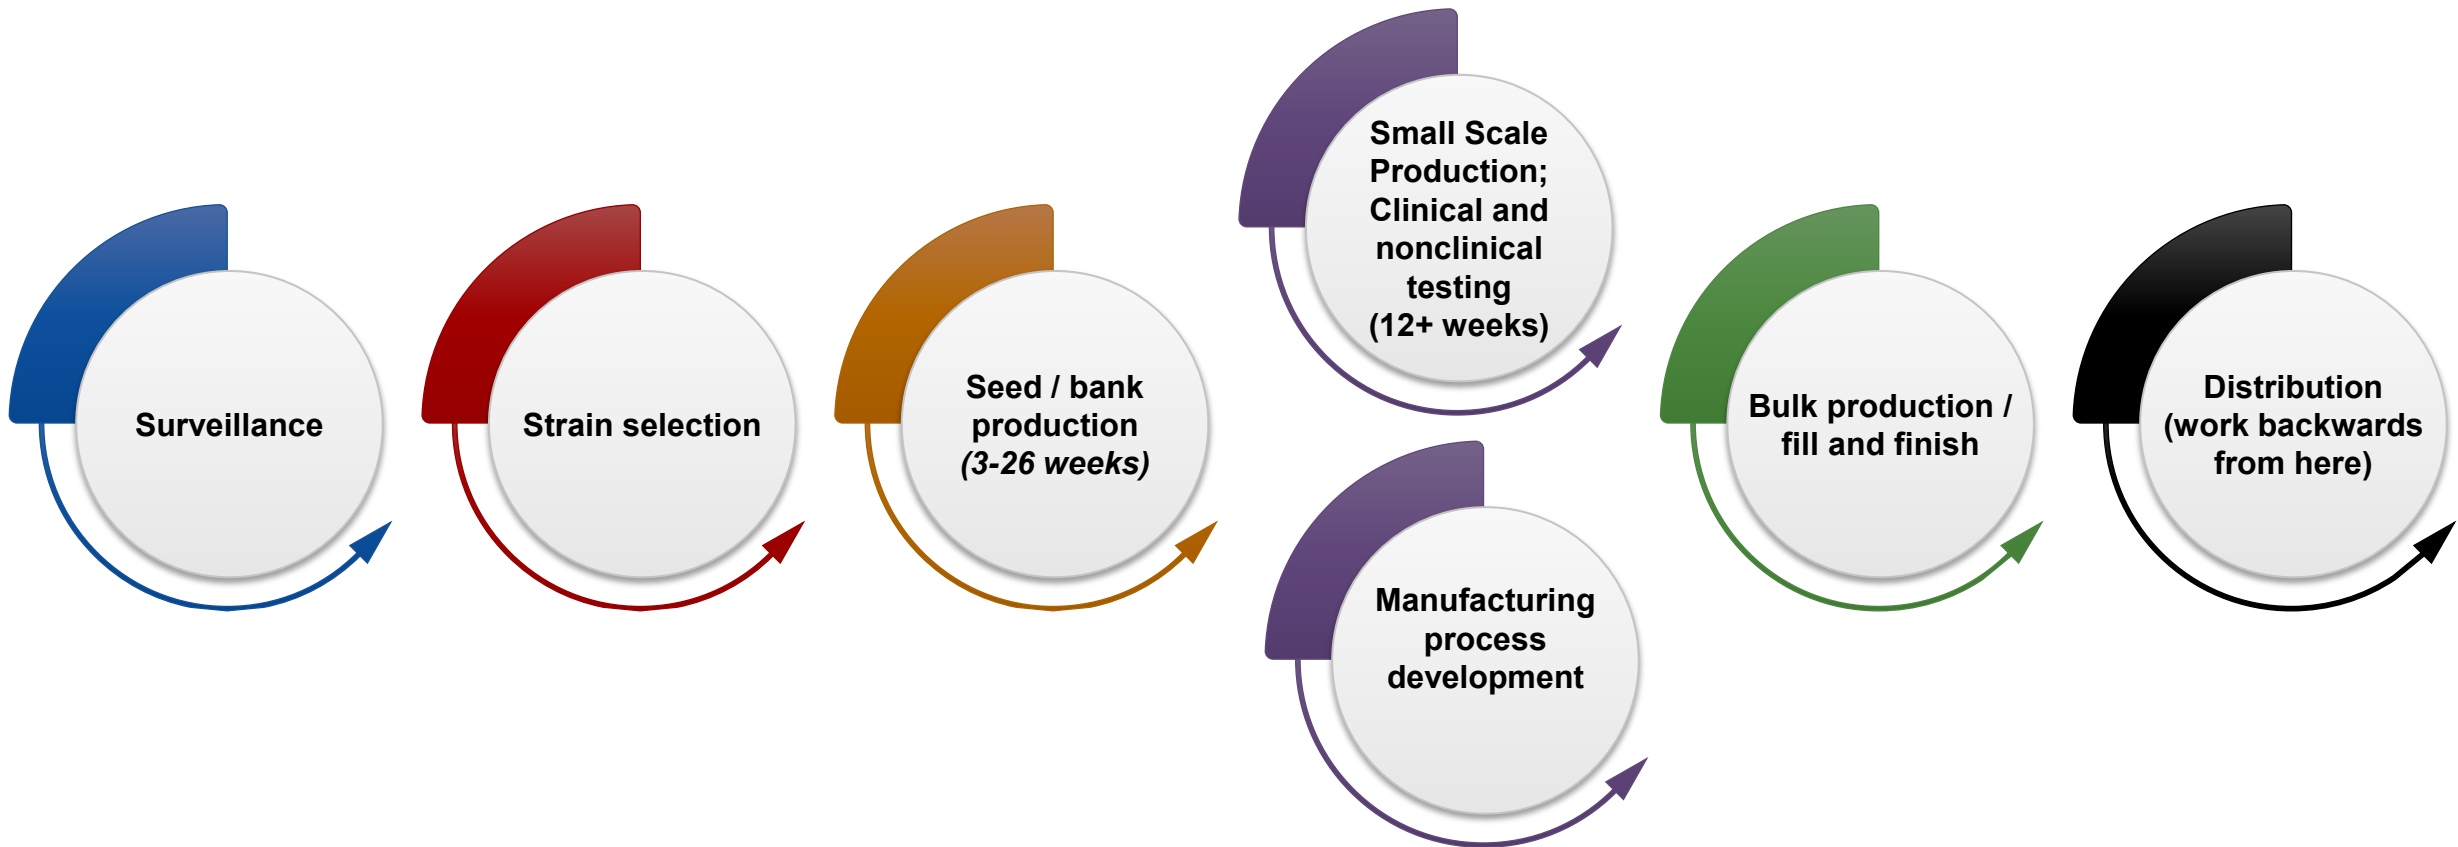 Surveillance
Strain selection
Seed / bank
production
(3-26 weeks)
Small Scale
Production;
Clinical and
nonclinical
testing
(12+ weeks)
Manufacturing
process
development
Bulk production /
fill and finish
Distribution
(work backwards
from here)